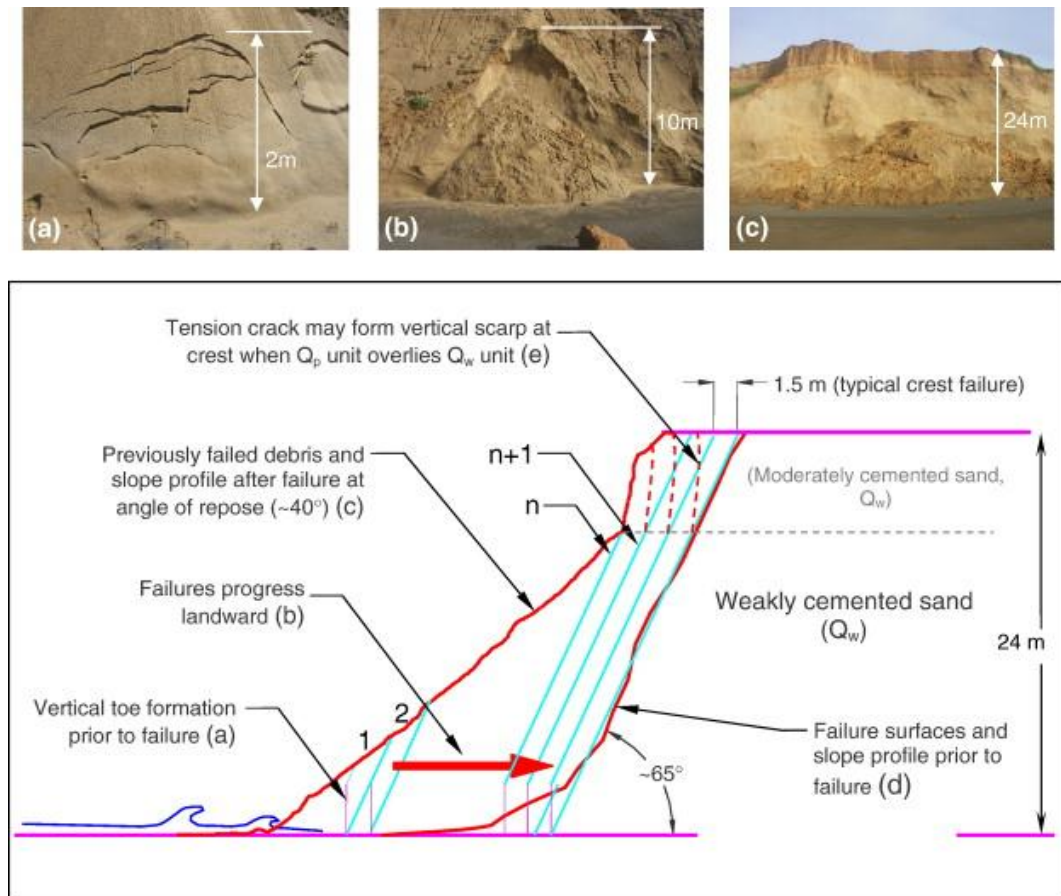 2m
(a)
10m
(b)
24m
(c)
Tension crack may form vertical scarp at
crest when Qp unit overlies Qw unit (e)
1.5 m (typical crest failure)
Previously failed debris and
slope profile after failure at
angle of repose (~40°) (c)
n+1
n
(Moderately cemented sand,
Qw)
Failures progress
landward (b)
Weakly cemented sand
(Qw)
24 m
Vertical toe formation
prior to failure (a)
1
2
~65°
Failure surfaces and
slope profile prior to
failure (d)